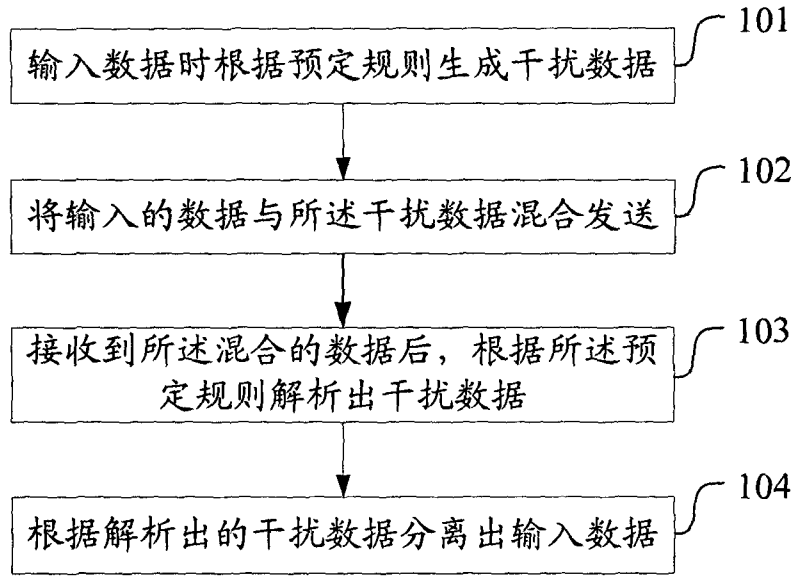 101
输入数据时根据预定规则生成干扰数据
102
将输入的数据与所述干扰数据混合发送
103
接收到所述混合的数据后，根据所述预
定规则解析出干扰数据
104
根据解析出的干扰数据分离出输入数据